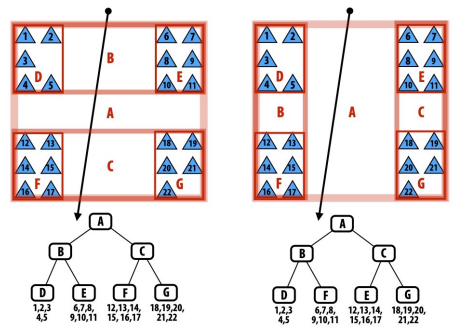 1 2 6 7
B
3 8 9
D E
4 5 10 11
A
12 13 18 19
14 15 C 20 21
F G
16 17 22
A
B C
D E F G
1,2,3 6,7,8, 12,13,14, 18,19,20,
4,5 9,10,11 15,16,17 21,22
1 2 6 7
3 8 9
D E
4 5 10 11
B A C
12 13 18 19
14 15 20 21
F G
16 17 22
A
B C
D F E G
1,2,3 6,7,8, 12,13,14, 18,19,20,
4,5 9,10,11 15,16,17 21,22